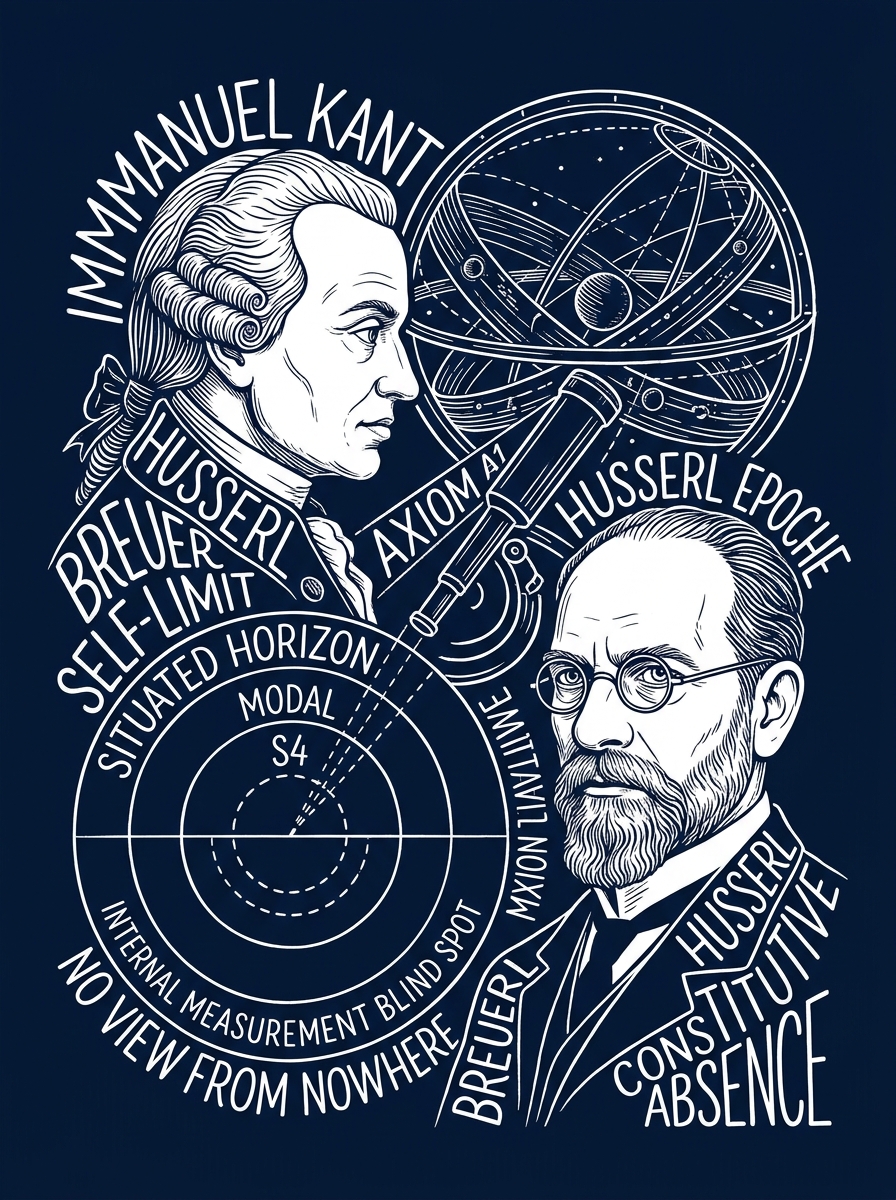 IMMMANUEL KANT
HUSSERL
BREUER
SELF-LIMIT
AXIOM A1
HUSSERL EPOCHE
SITUATED HORIZON
MODAL
S4
INTERNAL MEASUREMENT BLIND SPOT
NO VIEW FROM NOWHERE
BREUERL
HUSSERL
CONSTITUTIVE
ABSENCE